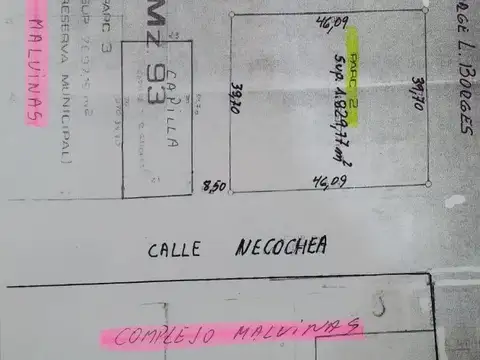 MALVINAS
RESERVA MUNICIPAL)
PARC 3
Mz 93
CAPILLA
46,09
PARC 2
Sup 1.829,77 m²
39,70
39,70
8,50
46,09
JORGE L. BORGES
CALLE NECOCHEA
COMPLEJO MALVINAS